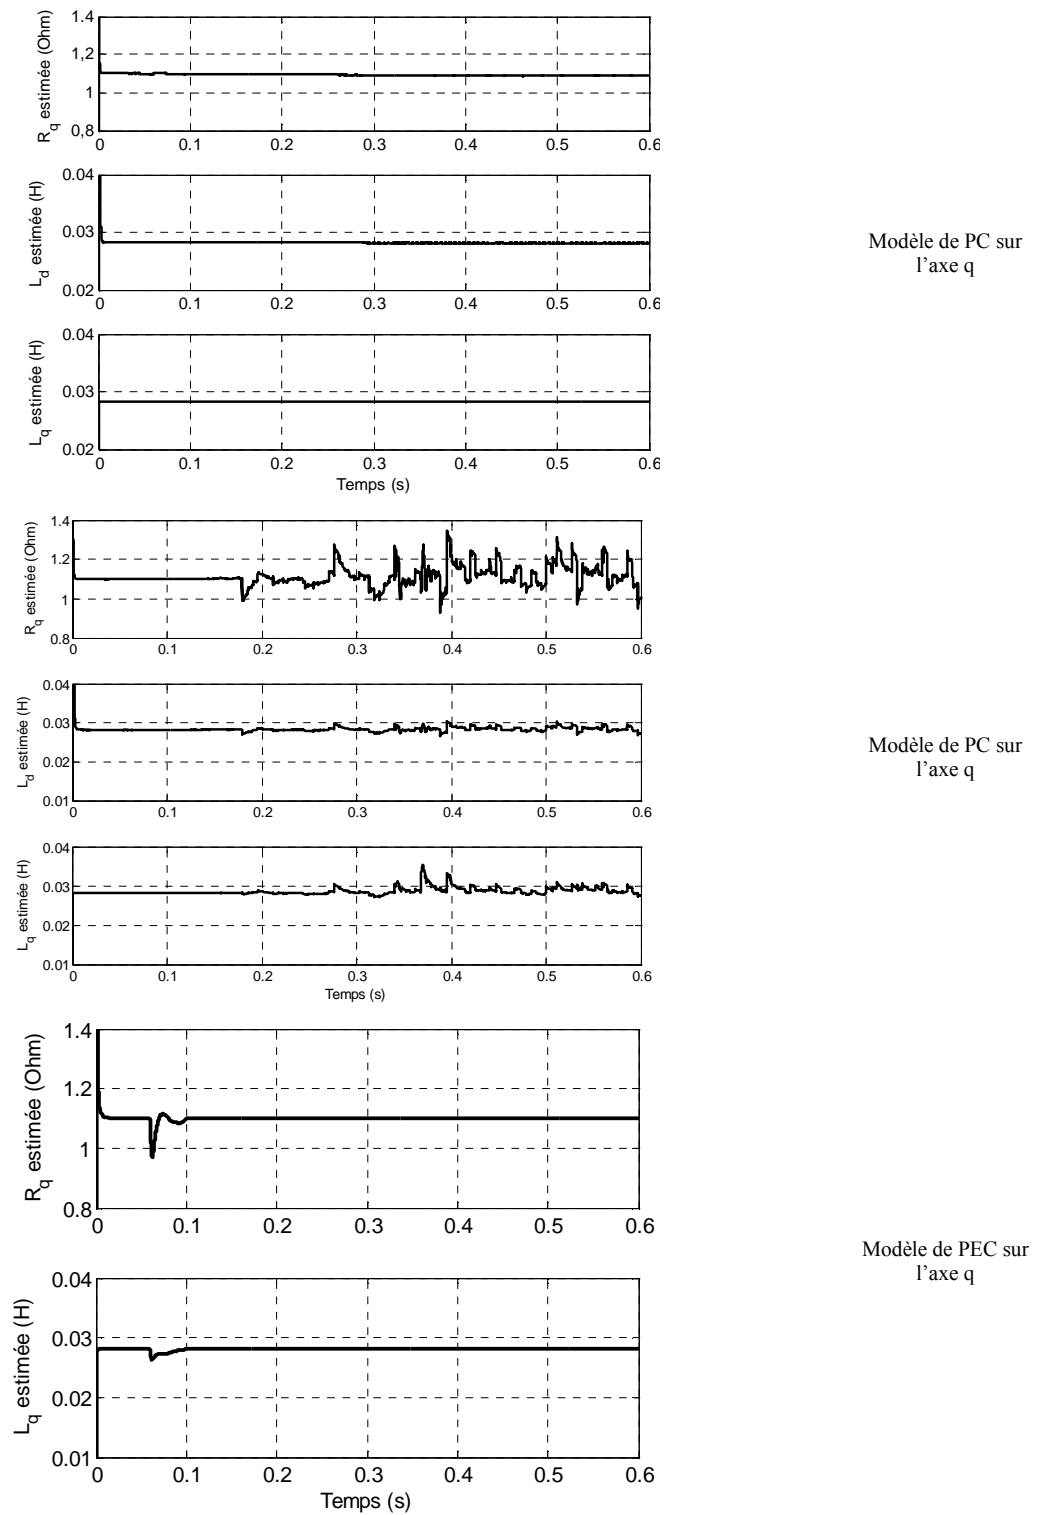 R_q estimée (Ohm)
1.4
1,2
1
0,8
0 0.1 0.2 0.3 0.4 0.5 0.6
L_d estimée (H)
0.04
0.03
0.02
0 0.1 0.2 0.3 0.4 0.5 0.6
Modèle de PC sur
l'axe q
L_q estimée (H)
0.04
0.03
0.02
0 0.1 0.2 0.3 0.4 0.5 0.6
Temps (s)
R_q estimée (Ohm)
1.4
1.2
1
0.8
0 0.1 0.2 0.3 0.4 0.5 0.6
L_d estimée (H)
0.04
0.03
0.02
0.01
0 0.1 0.2 0.3 0.4 0.5 0.6
Modèle de PC sur
l'axe q
L_q estimée (H)
0.04
0.03
0.02
0.01
0 0.1 0.2 0.3 0.4 0.5 0.6
Temps (s)
R_q estimée (Ohm)
1.4
1.2
1
0.8
0 0.1 0.2 0.3 0.4 0.5 0.6
Modèle de PEC sur
l'axe q
L_q estimée (H)
0.04
0.03
0.02
0.01
0 0.1 0.2 0.3 0.4 0.5 0.6
Temps (s)